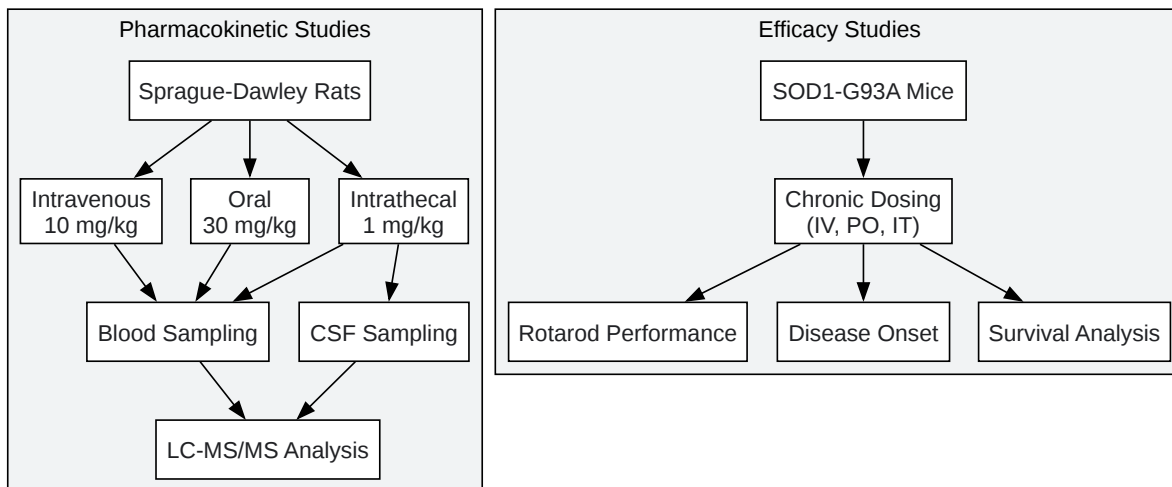 Pharmacokinetic Studies
Sprague-Dawley Rats
Intravenous
10 mg/kg
Oral
30 mg/kg
Intrathecal
1 mg/kg
Blood Sampling
CSF Sampling
LC-MS/MS Analysis
Efficacy Studies
SOD1-G93A Mice
Chronic Dosing
(IV, PO, IT)
Rotarod Performance
Disease Onset
Survival Analysis